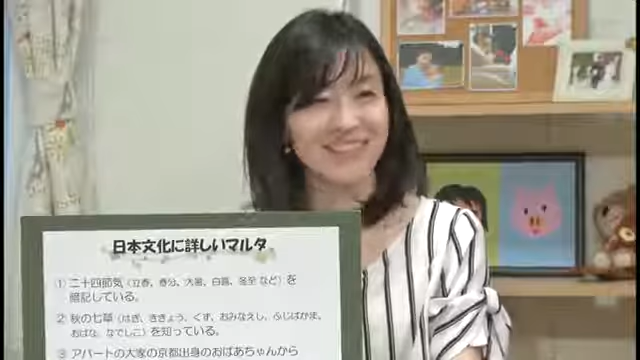 日本文化に詳しいマルタ
① 二十四節気（立春、春分、大暑、白露、冬至 など）を
暗記している。
② 秋の七草（はぎ、ききょう、くず、おみなえし、ふじばかま、
おばな、なでしこ）を知っている。
③ アパートの大家の京都出身のおばあちゃんから